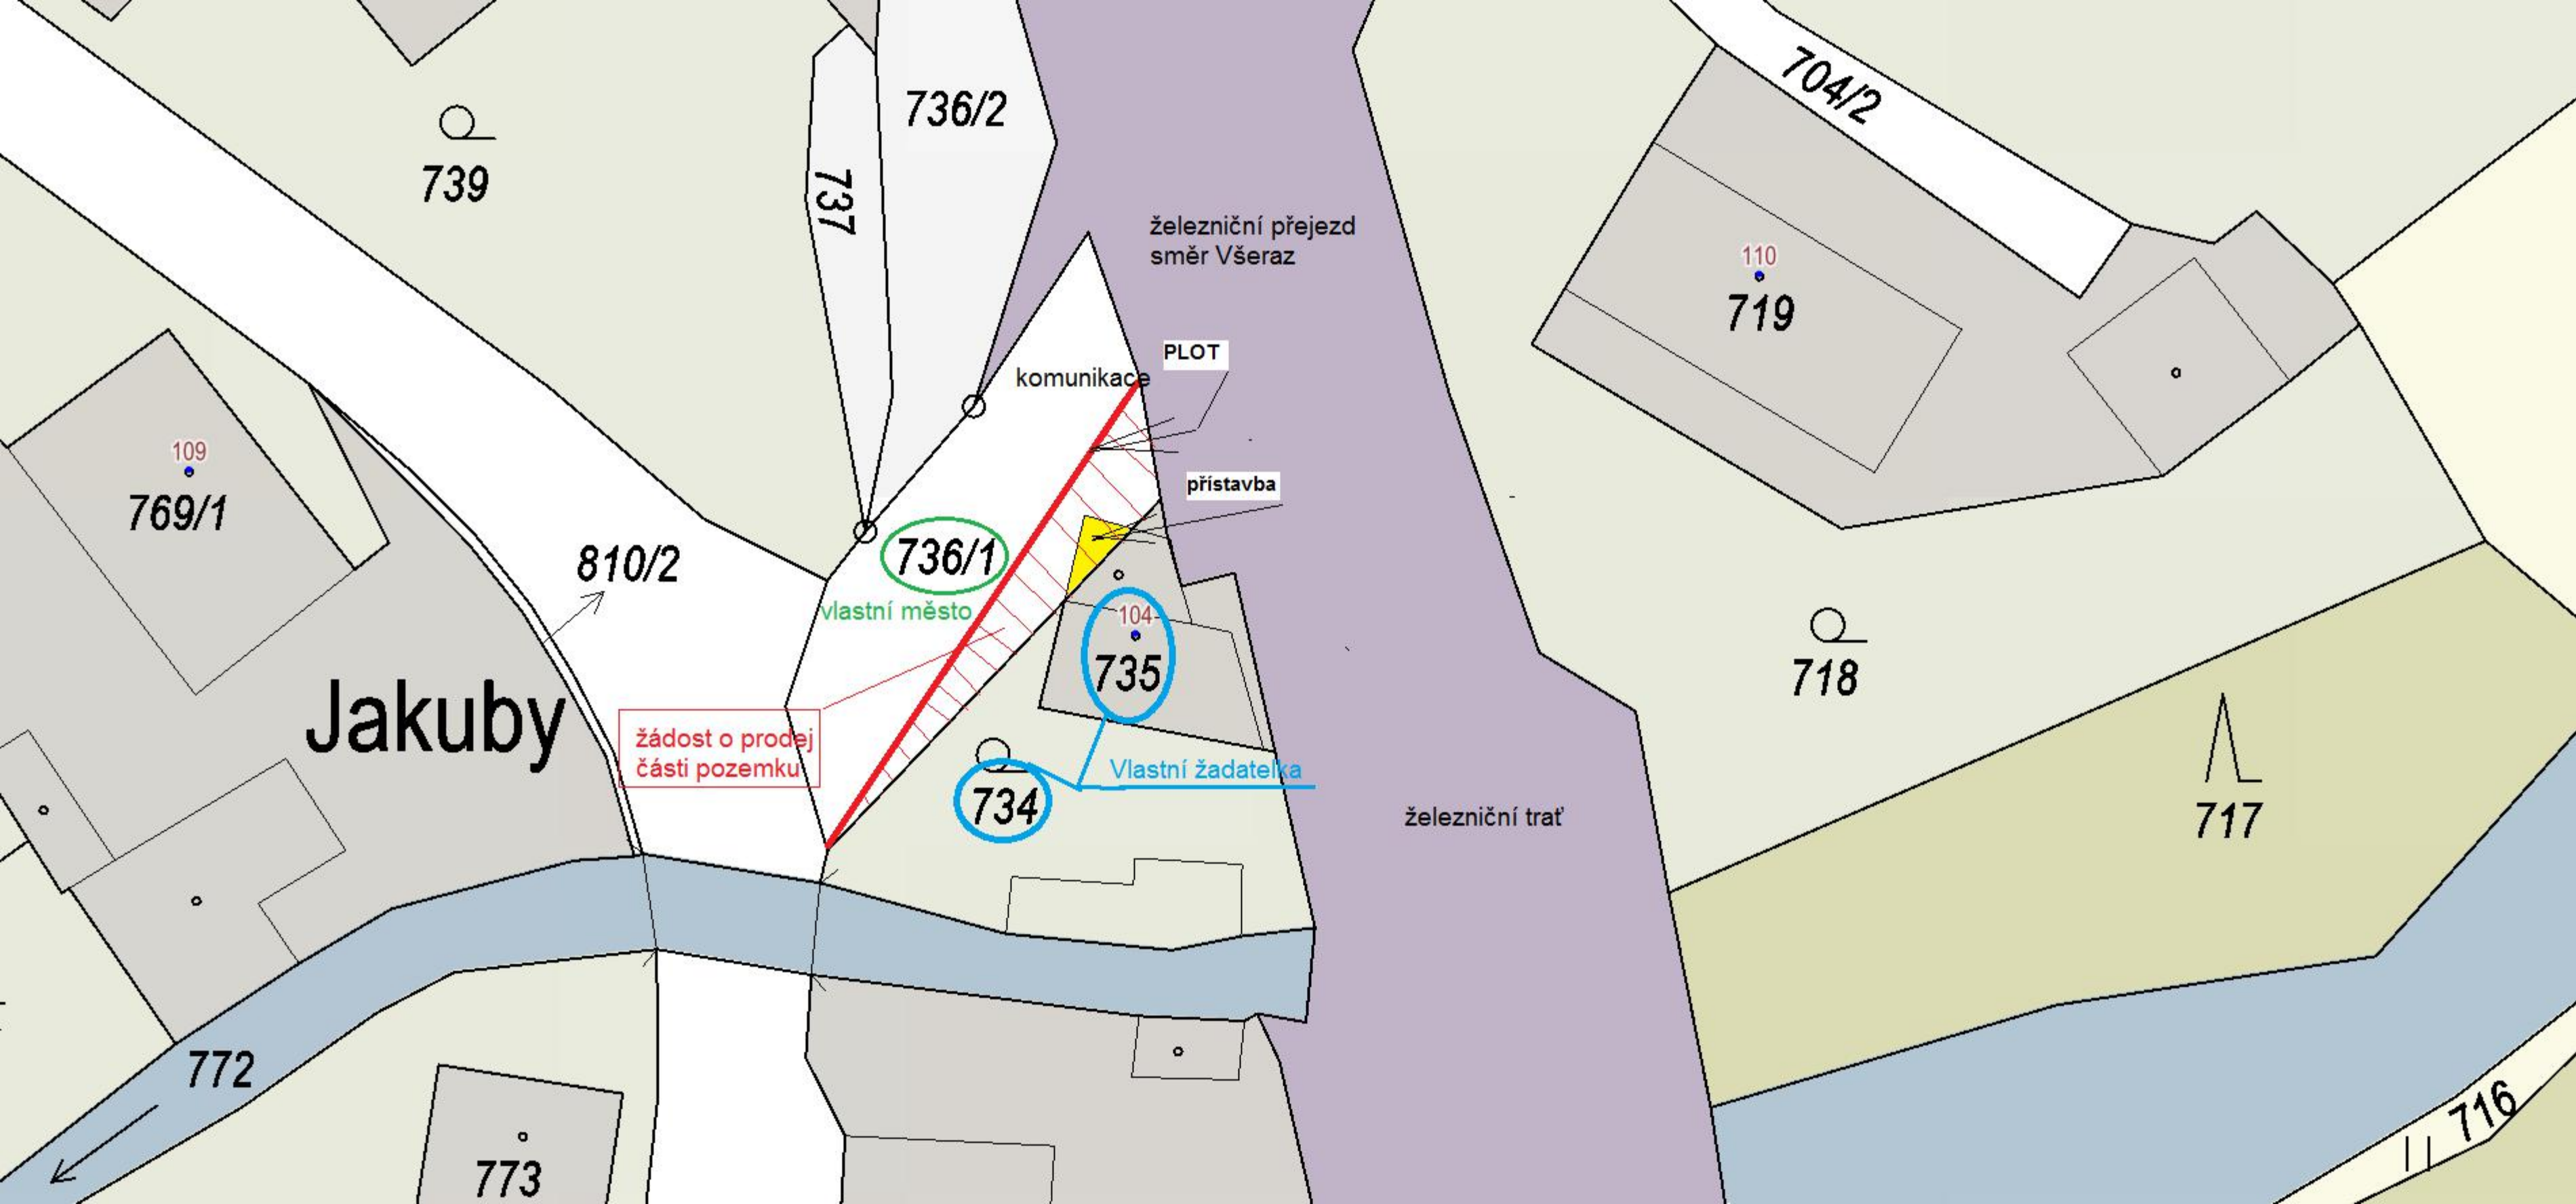 704/2
736/2
739
737
železniční přejezd
směr Všeraz
110
719
PLOT
komunikace
109
769/1
přístavba
736/1
810/2
vlastní město
104
735
718
Jakuby
žádost o prodej
části pozemku
Vlastní žadatelka
734
železniční trať
717
772
716
773